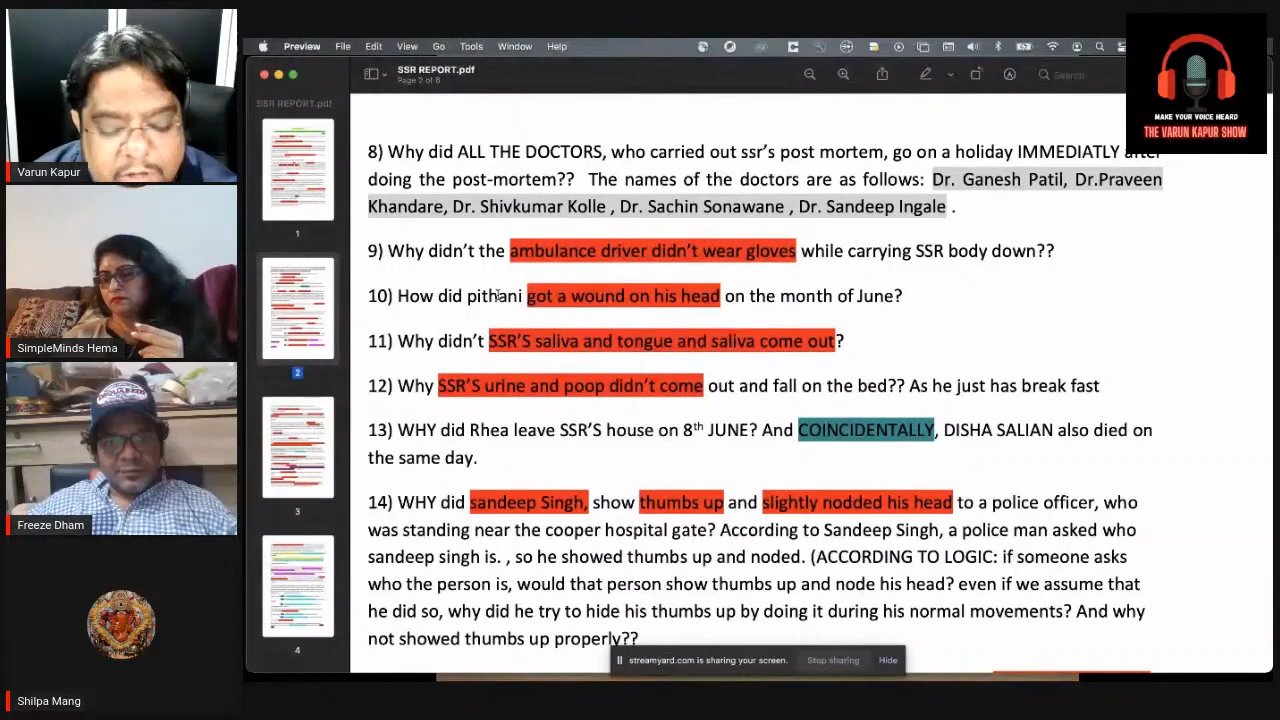 Preview File Edit View Go Tools Window Help
SSR REPORT.pdf
Page 2 of 6
Search
MAKE YOUR VOICE HEARD
THE VARUN KAPUR SHOW
SSR REPORT.pdf
1
2
3
4
8) Why didn't THE DOCTORS, who carried out ssr's post mortem, go on a holiday IMMEDIATLY after
doing the post-mortem?? The names of the doctors are as follows: Dr. Ganesh Patil, Dr.Praveen
Khandare, Dr. Shivkumar Kolle , Dr. Sachin Sonawane , Dr. Sandeep Ingale .
9) Why didn't the ambulance driver didn't wear gloves while carrying SSR body down??
) How did got a wound on his head on the month of June?
11) Why didn't SSR'S saliva and tongue and saliva come out?
12) Why SSR'S urine and poop didn't come out and fall on the bed?? As he just has break fast
13) WHY did Rhea leave SSR'S house on 8th JUNE? And COINCIDENTALLY, DISHA SALIAN also died on
the same day.
14) WHY did sandeep Singh, show thumbs up and slightly nodded his head to a police officer, who
was standing near the cooper hospital gate? According to Sandeep Singh, a police man asked who
sandeep singh is. , so he showed thumbs up and noded. (ACCORDING TO LOGIC: if someone asks
who the person is, would that person show thumbs up and node his head? Even if we assume that
he did so, why did he try to hide his thumbs up by doing it during his normal movements? And why
not showed thumbs up properly??
streamyard.com is sharing your screen. Stop sharing Hide
Varun Kapur
SimpleMinds Hema
Freeze Dham
Shilpa Mang